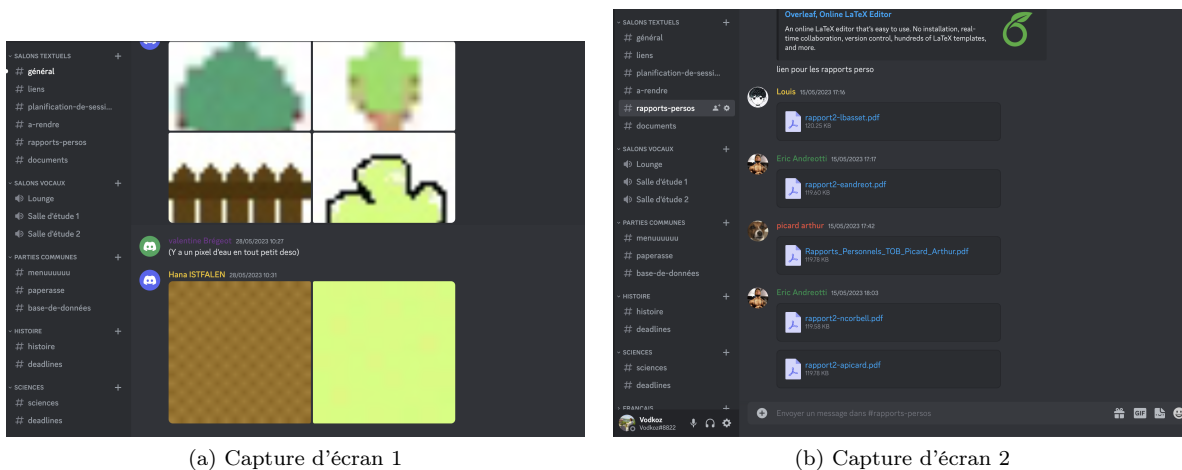 SALONS TEXTUELS
général
liens
planification-de-sessi...
a-rendre
rapports-persos
documents
SALONS VOCAUX
Lounge
Salle d'étude 1
Salle d'étude 2
PARTIES COMMUNES
menuuuuuu
paperasse
base-de-données
HISTOIRE
histoire
deadlines
SCIENCES
sciences
deadlines
valentine Brégeot 28/05/2023 10:27
(Y a un pixel d'eau en tout petit deso)
Hana ISTFALEN 28/05/2023 10:31
(a) Capture d'écran 1
SALONS TEXTUELS
général
liens
planification-de-sessi...
a-rendre
rapports-persos
documents
SALONS VOCAUX
Lounge
Salle d'étude 1
Salle d'étude 2
PARTIES COMMUNES
menuuuuuu
paperasse
base-de-données
HISTOIRE
histoire
deadlines
SCIENCES
sciences
deadlines
FRANÇAIS
Vodkoz
Vodkoz#8822
Overleaf, Online LaTeX Editor
An online LaTeX editor that's easy to use. No installation, real-
time collaboration, version control, hundreds of LaTeX templates,
and more.
lien pour les rapports perso
Louis 15/05/2023 17:16
rapport2-lbasset.pdf
120.25 KB
Eric Andreotti 15/05/2023 17:17
rapport2-eandreot.pdf
119.60 KB
picard arthur 15/05/2023 17:42
Rapports_Personnels_TOB_Picard_Arthur.pdf
119.78 KB
Eric Andreotti 15/05/2023 18:03
rapport2-ncorbell.pdf
119.58 KB
rapport2-apicard.pdf
119.78 KB
Envoyer un message dans #rapports-persos
GIF
(b) Capture d'écran 2